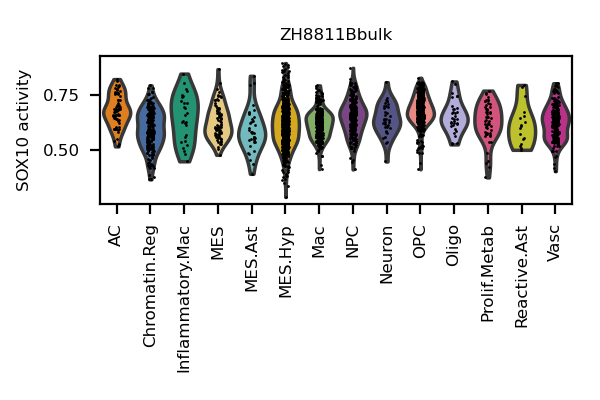 ZH8811Bbulk
SOX10 activity
0.75
0.50
AC
Chromatin.Reg
Inflammatory.Mac
MES
MES.Ast
MES.Hyp
Mac
NPC
Neuron
OPC
Oligo
Prolif.Metab
Reactive.Ast
Vasc